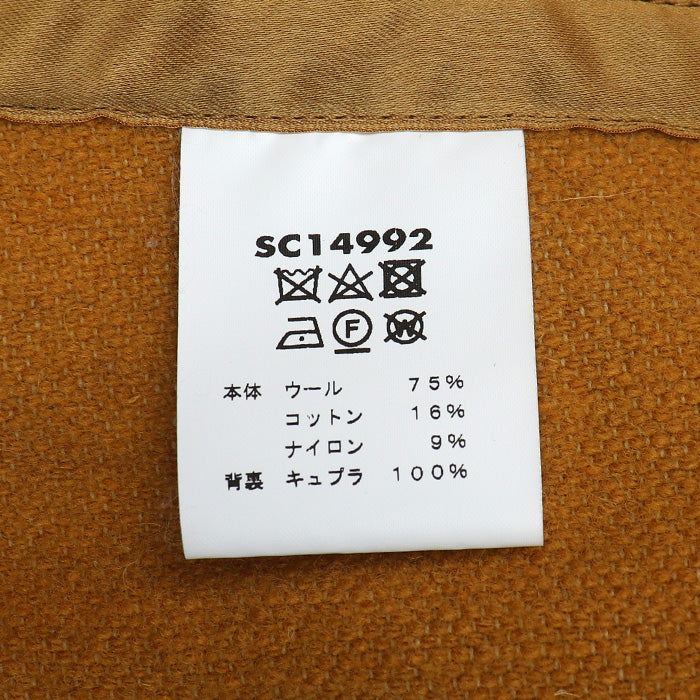 SC14992
F W
本体 ウール 75%
コットン 16%
ナイロン 9%
背裏 キュプラ 100%